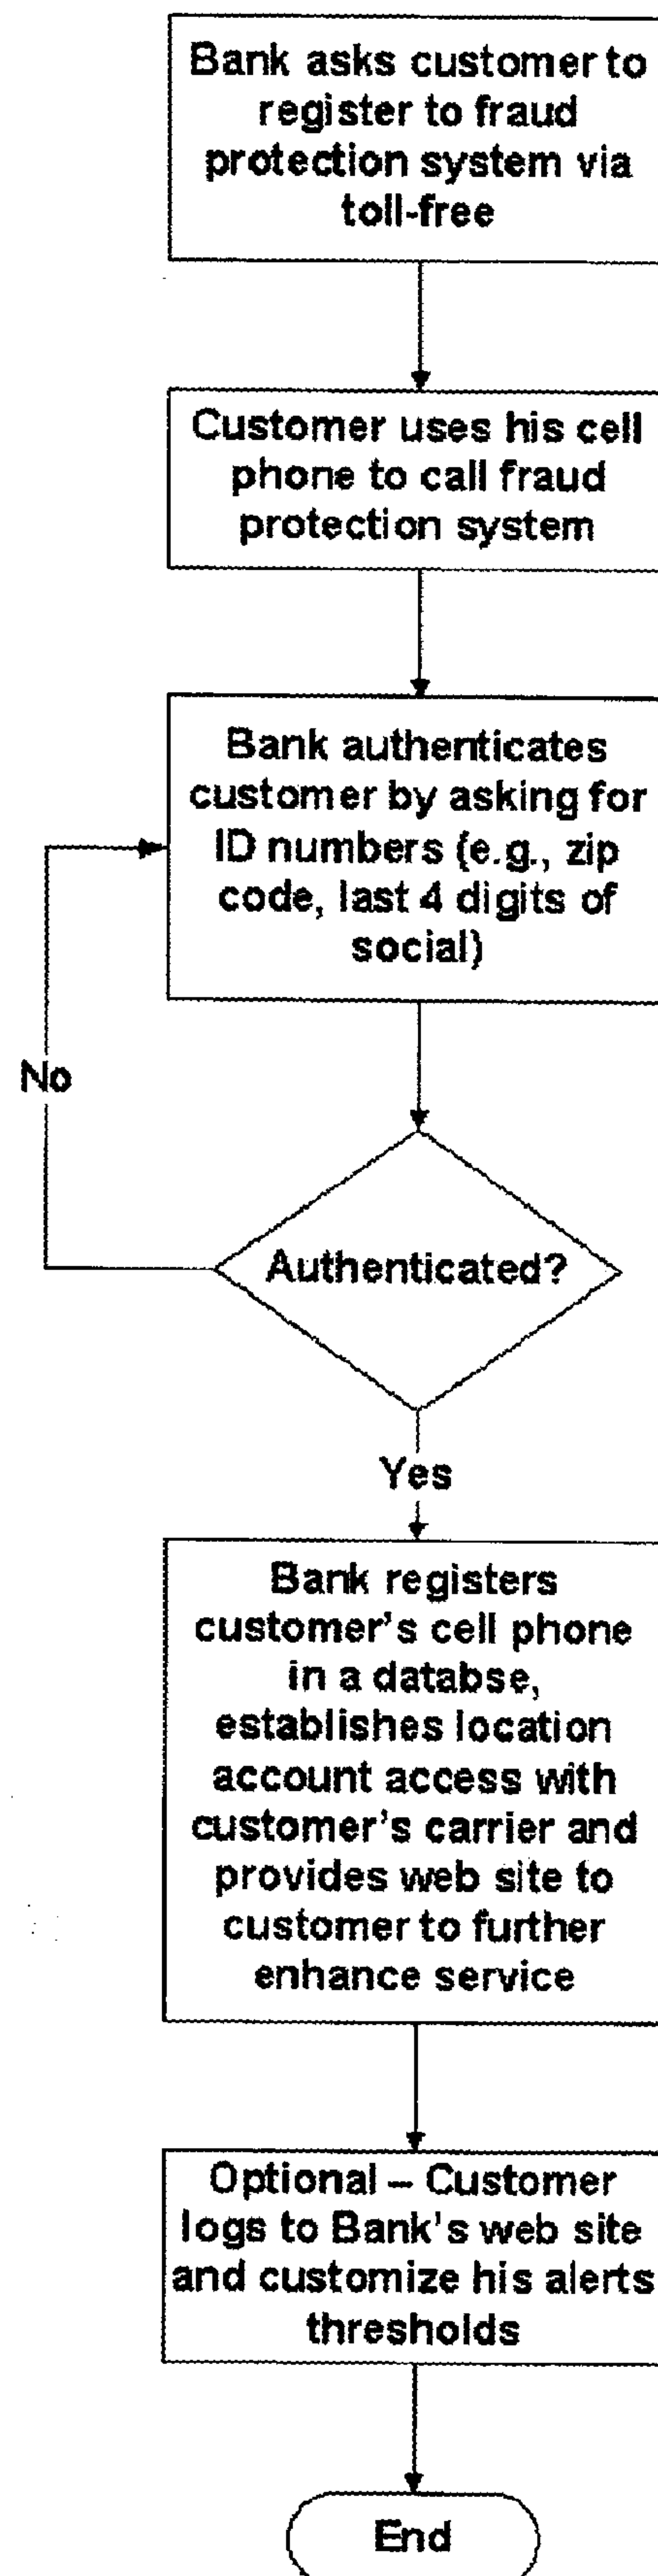 Bank asks customer to
register to fraud
protection system via
toll-free
Customer uses his cell
phone to call fraud
protection system
Bank authenticates
customer by asking for
ID numbers (e.g., zip
code, last 4 digits of
social)
No
Authenticated?
Yes
Bank registers
customer's cell phone
in a databse,
establishes location
account access with
customer's carrier and
provides web site to
customer to further
enhance service
Optional – Customer
logs to Bank's web site
and customize his alerts
thresholds
End